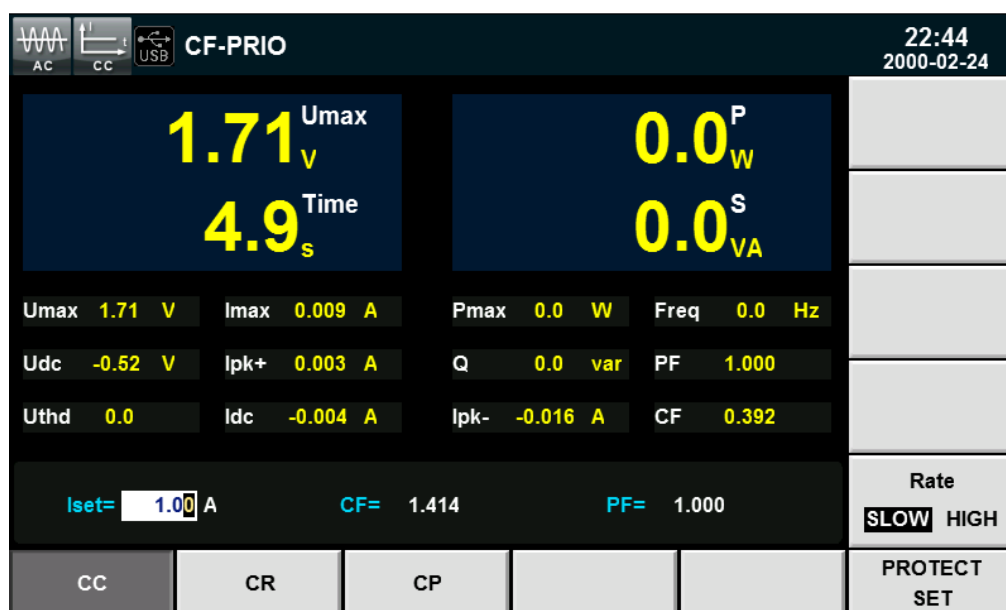 AC CC USB CF-PRIO 22:44
2000-02-24
1.71 V Umax 0.0 W P
4.9 s Time 0.0 VA S
Umax 1.71 V Imax 0.009 A Pmax 0.0 W Freq 0.0 Hz
Udc -0.52 V Ipk+ 0.003 A Q 0.0 var PF 1.000
Uthd 0.0 Idc -0.004 A Ipk- -0.016 A CF 0.392
Iset= 1.00 A CF= 1.414 PF= 1.000
Rate
SLOW HIGH
CC CR CP PROTECT
SET